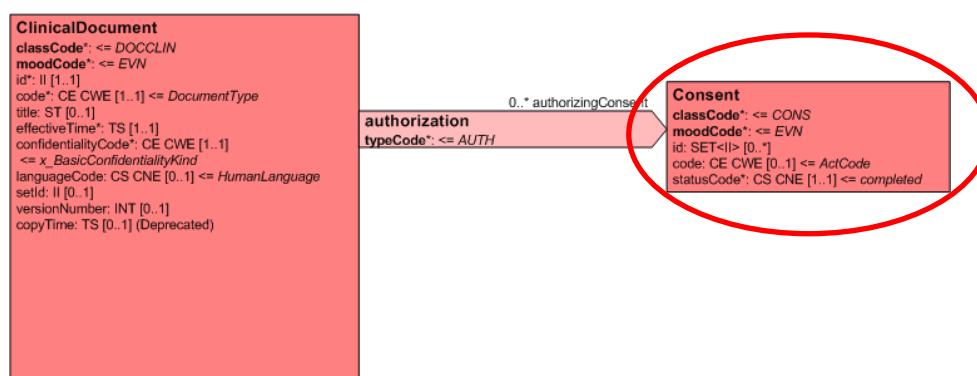 ClinicalDocument
classCode*: <= DOCCLIN
moodCode*: <= EVN
id*: II [1..1]
code*: CE CWE [1..1] <= DocumentType
title: ST [0..1]
effectiveTime*: TS [1..1]
confidentialityCode*: CE CWE [1..1]
<= x_BasicConfidentialityKind
languageCode: CS CNE [0..1] <= HumanLanguage
setId: II [0..1]
versionNumber: INT [0..1]
copyTime: TS [0..1] (Deprecated)
0..* authorizingConsent
authorization
typeCode*: <= AUTH
Consent
classCode*: <= CONS
moodCode*: <= EVN
id: SET<II> [0..*]
code: CE CWE [0..1] <= ActCode
statusCode*: CS CNE [1..1] <= completed